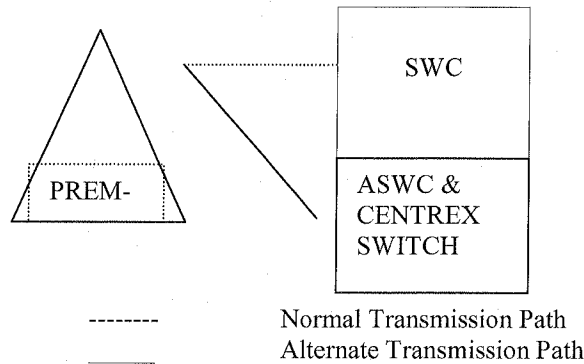 SWC
PREM-
ASWC &
CENTREX
SWITCH
Normal Transmission Path
Alternate Transmission Path